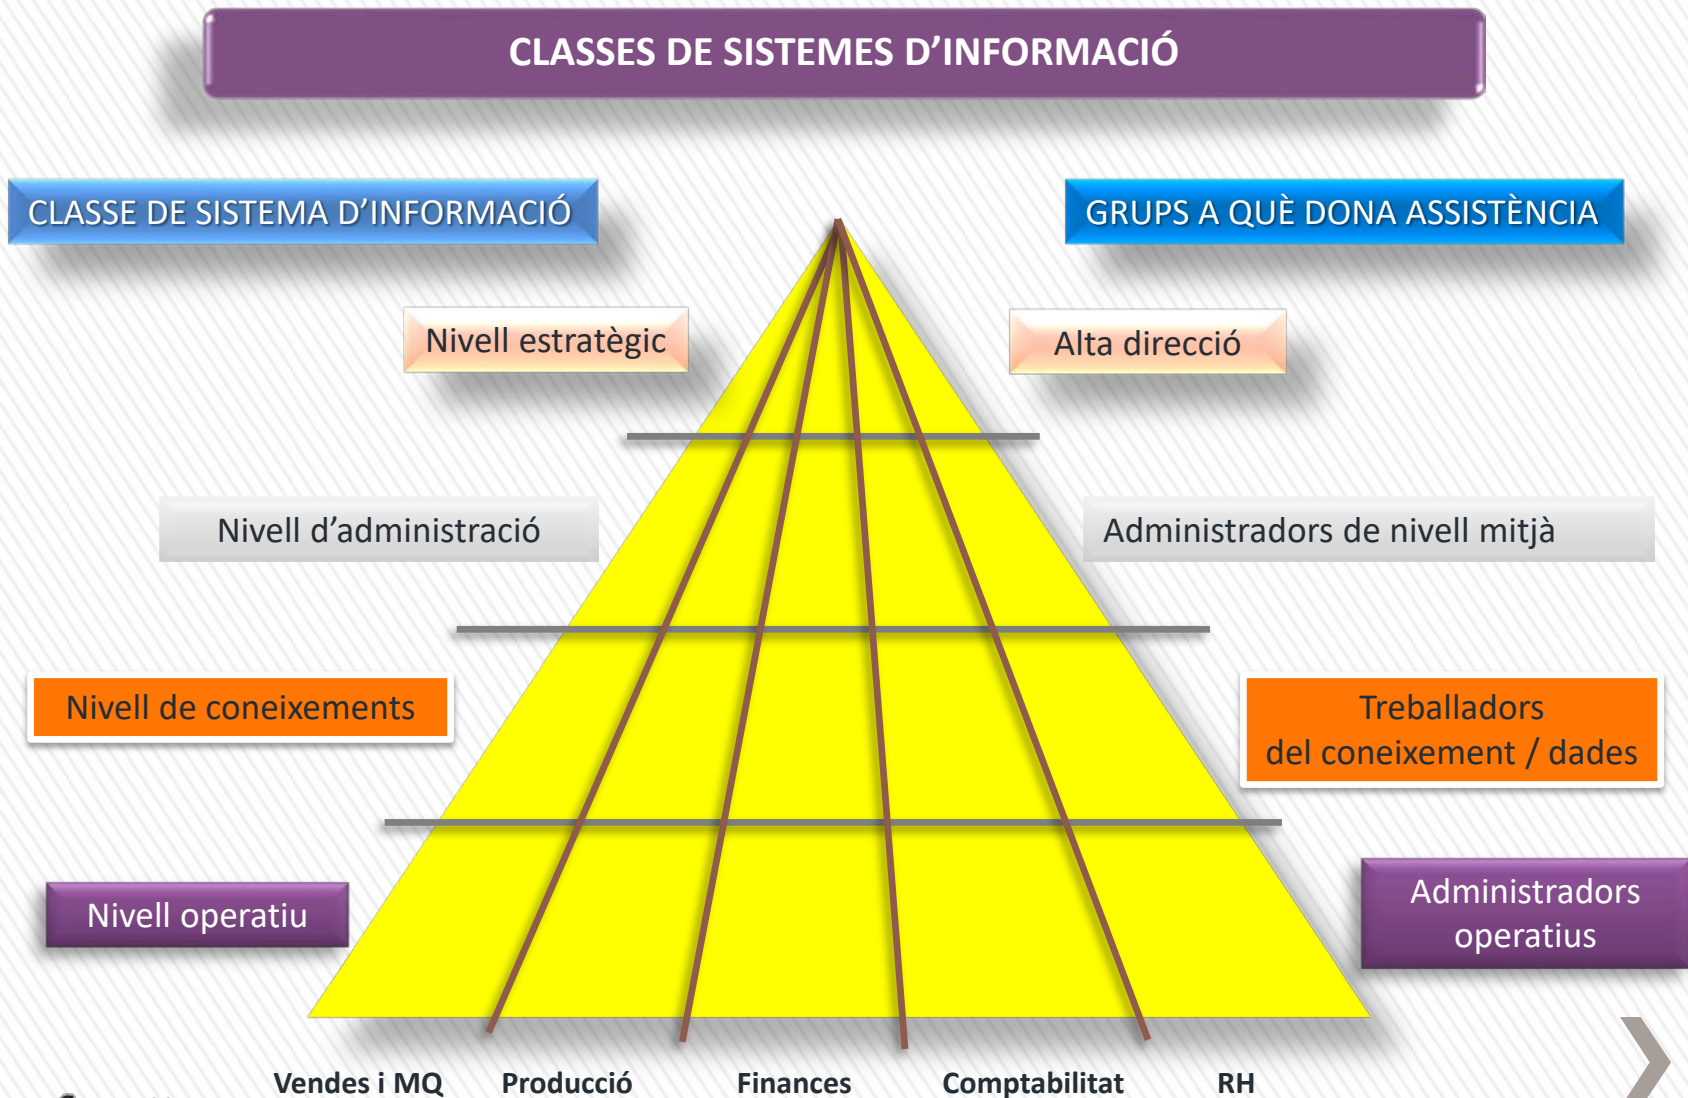 CLASSES DE SISTEMES D'INFORMACIÓ
CLASSE DE SISTEMA D'INFORMACIÓ
GRUPS A QUÈ DONA ASSISTÈNCIA
Nivell estratègic
Alta direcció
Nivell d'administració
Administradors de nivell mitjà
Nivell de coneixements
Treballadors
del coneixement / dades
Nivell operatiu
Administradors
operatius
Vendes i MQ
Producció
Finances
Comptabilitat
RH